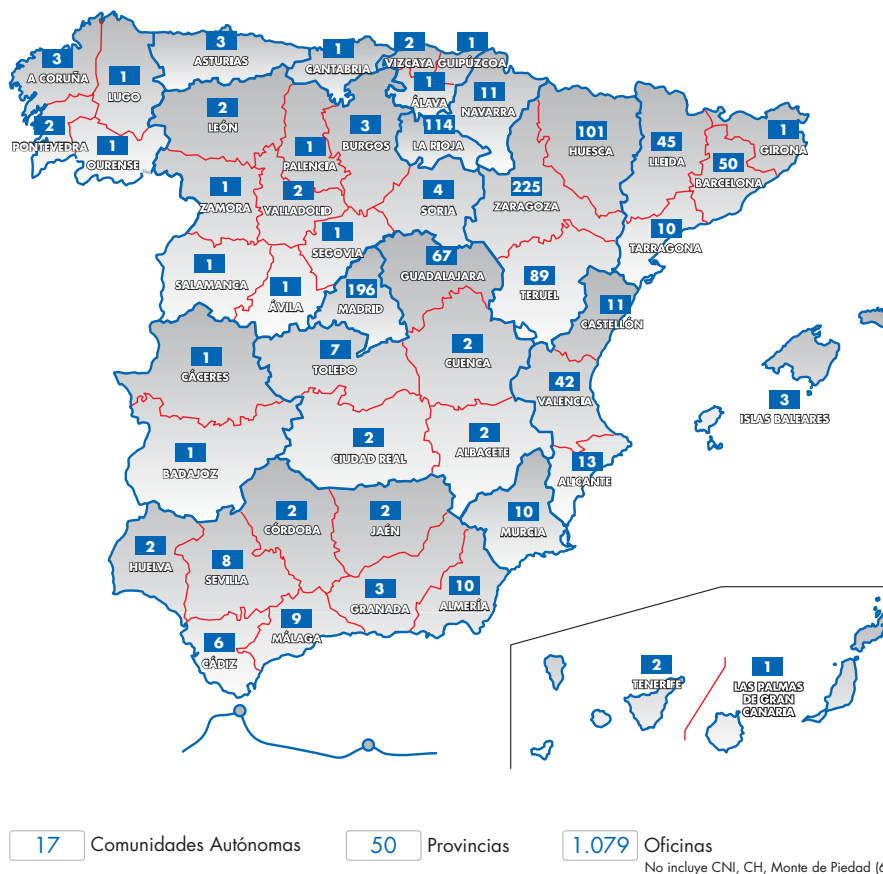 3
A CORUÑA
1
LUGO
3
ASTURIAS
1
CANTABRIA
2
VIZCAYA
1
GUIPÚZCOA
1
ÁLAVA
11
NAVARRA
2
PONTEVEDRA
1
OURENSE
2
LEÓN
1
PALENCIA
3
BURGOS
114
LA RIOJA
101
HUESCA
45
LLEIDA
1
GIRONA
50
BARCELONA
1
ZAMORA
2
VALLADOLID
4
SORIA
225
ZARAGOZA
10
TARRAGONA
1
SALAMANCA
1
ÁVILA
1
SEGOVIA
196
MADRID
67
GUADALAJARA
89
TERUEL
11
CASTELLÓN
1
CÁCERES
7
TOLEDO
2
CUENCA
42
VALENCIA
3
ISLAS BALEARES
1
BADAJOZ
2
CIUDAD REAL
2
ALBACETE
13
ALICANTE
2
HUELVA
8
SEVILLA
2
CÓRDOBA
2
JAÉN
10
MURCIA
6
CÁDIZ
9
MÁLAGA
3
GRANADA
10
ALMERÍA
2
TENERIFE
1
LAS PALMAS
DE GRAN
CANARIA
17 Comunidades Autónomas
50 Provincias
1.079 Oficinas
No incluye CNI, CH, Monte de Piedad (6